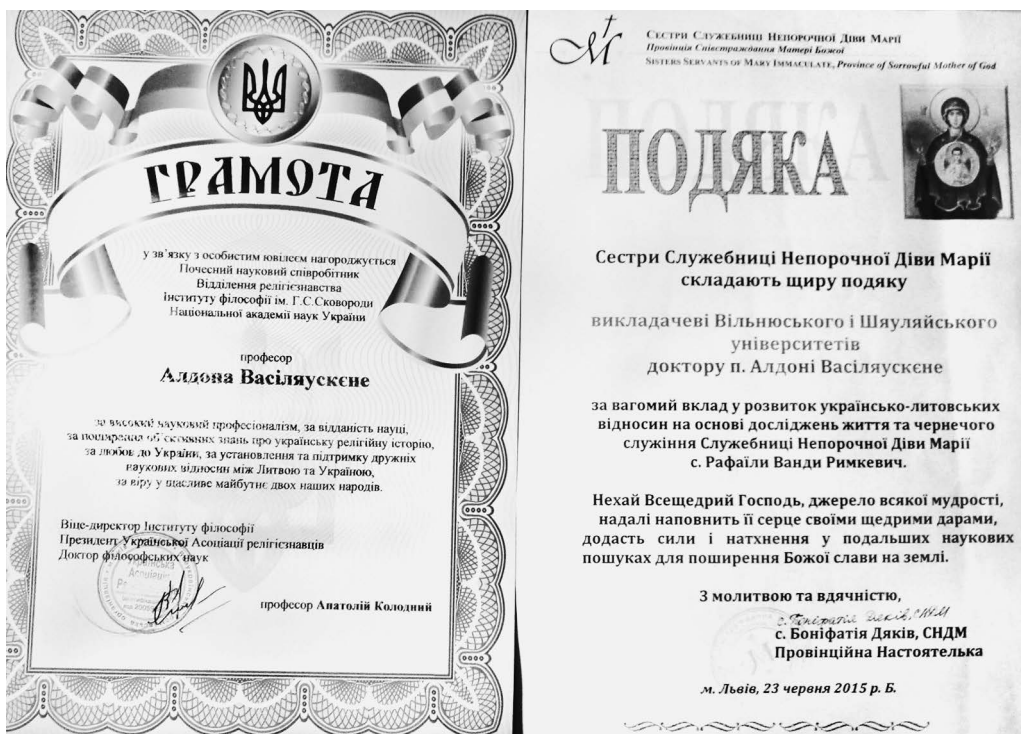 ГРАМОТА
у зв'язку з особистим ювілеєм нагороджується
Почесний науковий співробітник
Відділення релігієзнавства
Інституту філософії ім. Г.С.Сковороди
Національної академії наук України
професор
Алдона Васіляускєне
за високий науковий професіоналізм, за відданість науці,
за поширення об'єктивних знань про українську релігійну історію,
за любов до України, за установлення та підтримку дружніх
наукових відносин між Литвою та Україною,
за віру у щасливе майбутнє двох наших народів.
Віце-директор Інституту філософії
Президент Української Асоціації релігієзнавців
Доктор філософських наук
Українська
Асоціація
професор Анатолій Колодний
Сестри Служебниці Непорочної Діви Марії
Провінція Співстраждання Матері Божої
Sisters Servants of Mary Immaculate, Province of Sorrowful Mother of God
ПОДЯКА
Сестри Служебниці Непорочної Діви Марії
складають щиру подяку
викладачеві Вільнюського і Шяуляйського
університетів
доктору п. Алдоні Васіляускєне
за вагомий вклад у розвиток українсько-литовських
відносин на основі досліджень життя та чернечого
служіння Служебниці Непорочної Діви Марії
с. Рафаїли Ванди Римкевич.
Нехай Всещедрий Господь, джерело всякої мудрості,
надалі наповнить її серце своїми щедрими дарами,
додасть сили і натхнення у подальших наукових
пошуках для поширення Божої слави на землі.
З молитвою та вдячністю,
с. Боніфатія Дяків, СНДМ
с. Боніфатія Дяків, СНДМ
Провінційна Настоятелька
м. Львів, 23 червня 2015 р. Б.